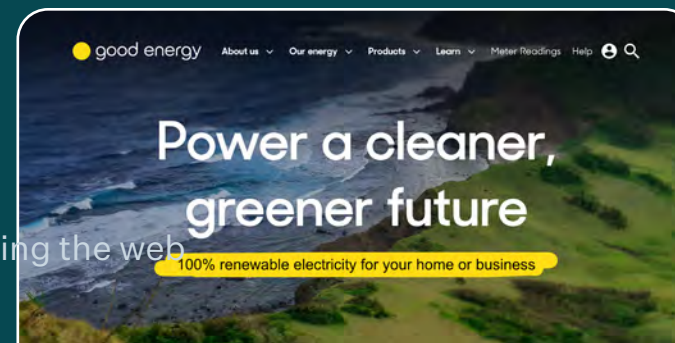 good energy About us Our energy Products Learn Meter Readings Help
Power a cleaner,
greener future
ing the web
100% renewable electricity for your home or business